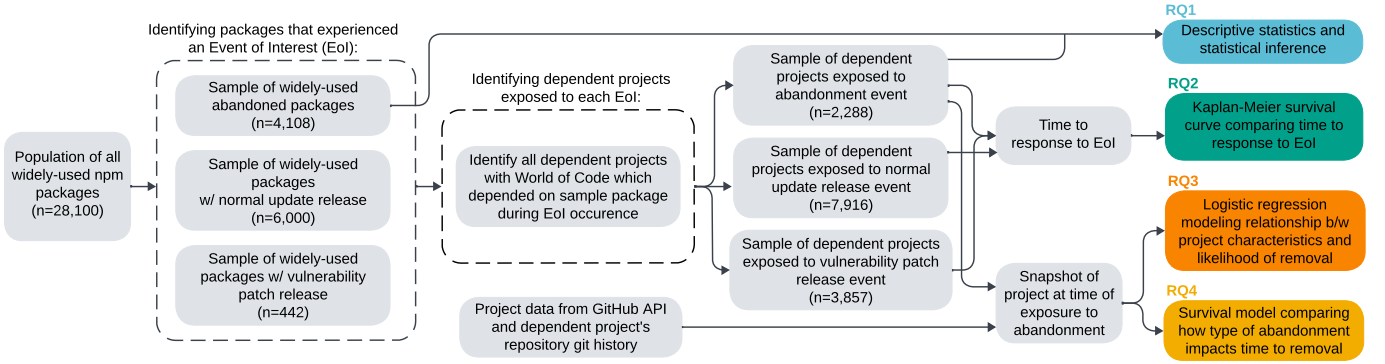 Population of all
widely-used npm
packages
(n=28,100)
Identifying packages that experienced
an Event of Interest (EoI):
Sample of widely-used
abandoned packages
(n=4,108)
Sample of widely-used
packages
w/ normal update release
(n=6,000)
Sample of widely-used
packages w/ vulnerability
patch release
(n=442)
Identifying dependent projects
exposed to each EoI:
Identify all dependent projects
with World of Code which
depended on sample package
during EoI occurence
Project data from GitHub API
and dependent project's
repository git history
Sample of dependent
projects exposed to
abandonment event
(n=2,288)
Sample of dependent
projects exposed to normal
update release event
(n=7,916)
Sample of dependent projects
exposed to vulnerability patch
release event
(n=3,857)
Time to
response to EoI
Snapshot of
project at time of
exposure to
abandonment
RQ1
Descriptive statistics and
statistical inference
RQ2
Kaplan-Meier survival
curve comparing time to
response to EoI
RQ3
Logistic regression
modeling relationship b/w
project characteristics and
likelihood of removal
RQ4
Survival model comparing
how type of abandonment
impacts time to removal